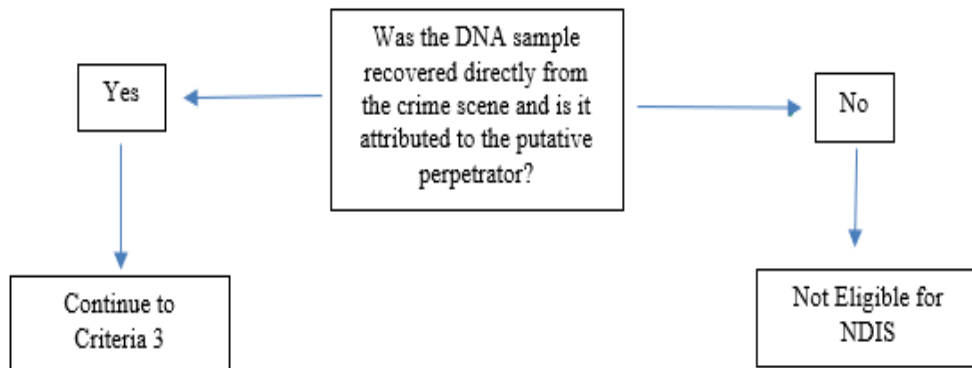 Was the DNA sample
recovered directly from
the crime scene and is it
attributed to the putative
perpetrator?
Yes
No
Continue to
Criteria 3
Not Eligible for
NDIS